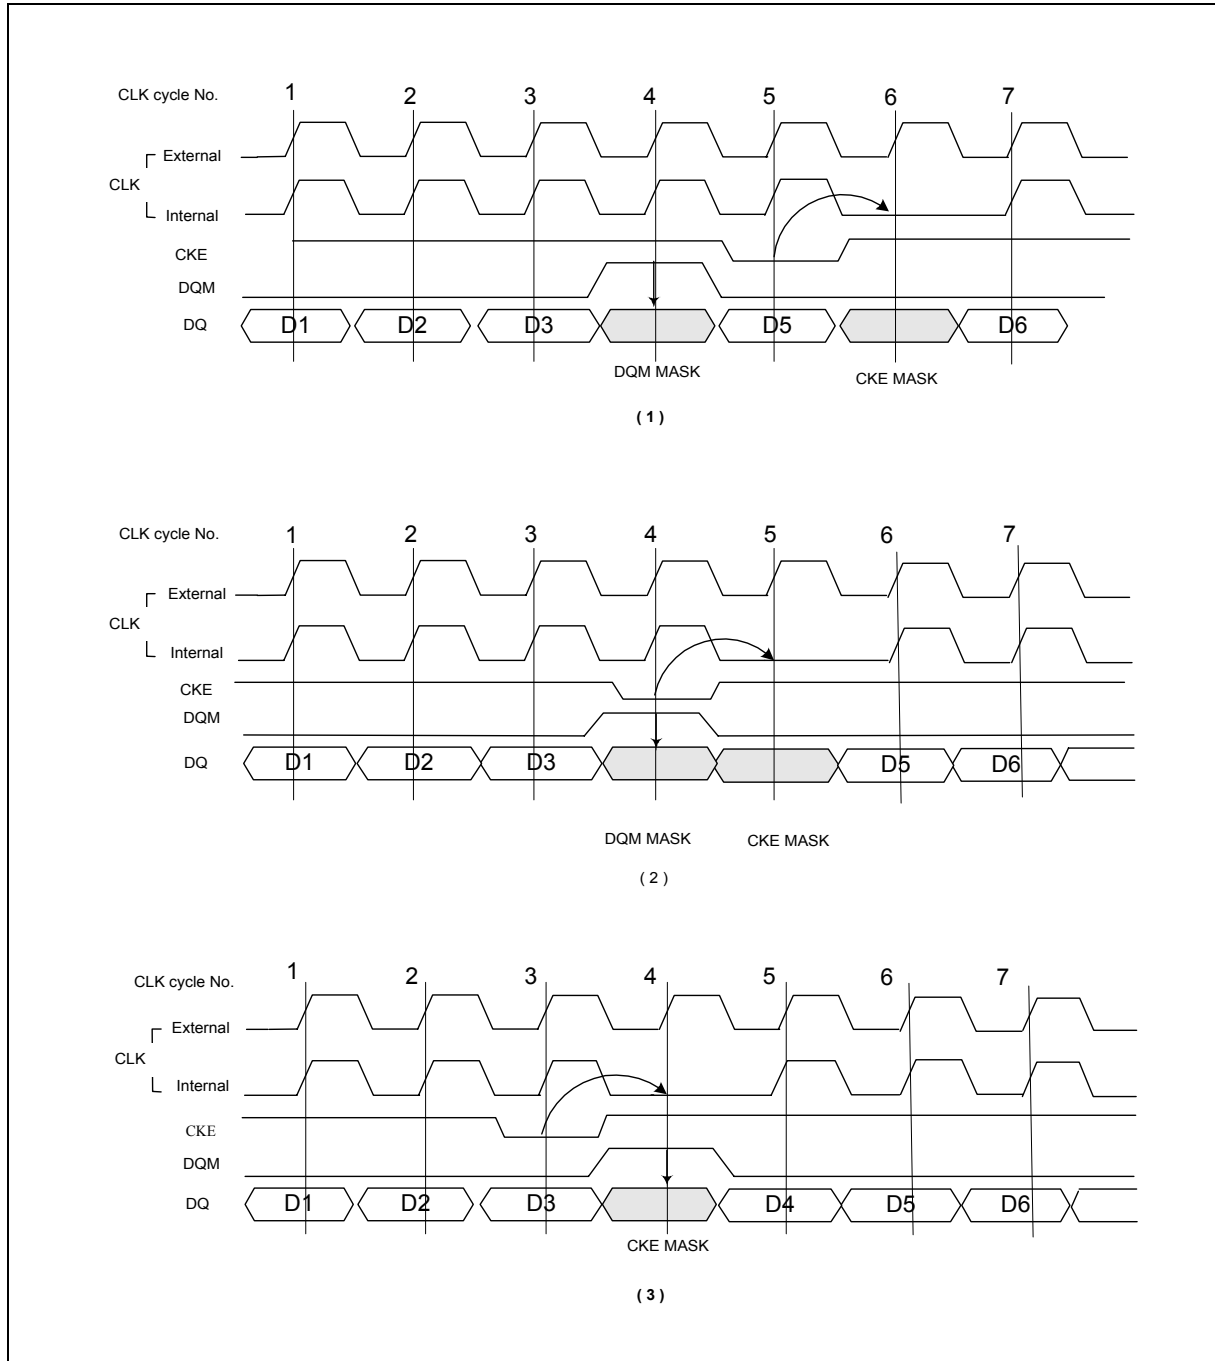 CLK cycle No. 1 2 3 4 5 6 7
External
CLK
Internal
CKE
DQM
DQ D1 D2 D3 D5 D6
DQM MASK CKE MASK
( 1 )
CLK cycle No. 1 2 3 4 5 6 7
External
CLK
Internal
CKE
DQM
DQ D1 D2 D3 D5 D6
DQM MASK CKE MASK
( 2 )
CLK cycle No. 1 2 3 4 5 6 7
External
CLK
Internal
CKE
DQM
DQ D1 D2 D3 D4 D5 D6
CKE MASK
( 3 )